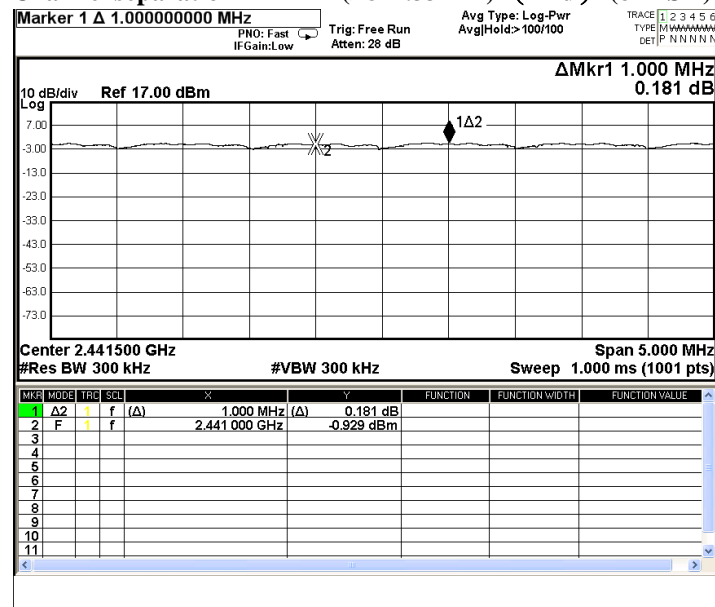 Marker 1 Δ 1.000000000 MHz
PNO: Fast
IFGain:Low
Trig: Free Run
Atten: 28 dB
Avg Type: Log-Pwr
Avg|Hold:>100/100
TRACE 1 2 3 4 5 6
TYPE M
DET P N N N N N
ΔMkr1 1.000 MHz
0.181 dB
10 dB/div Ref 17.00 dBm
Log
7.00
-3.00
-13.0
-23.0
-33.0
-43.0
-53.0
-63.0
-73.0
1Δ2
2
Center 2.441500 GHz Span 5.000 MHz
#Res BW 300 kHz #VBW 300 kHz Sweep 1.000 ms (1001 pts)
MKR MODE TRC SCL X Y FUNCTION FUNCTION WIDTH FUNCTION VALUE
1 Δ2 1 f (Δ) 1.000 MHz (Δ) 0.181 dB
2 F 1 f 2.441 000 GHz -0.929 dBm
3
4
5
6
7
8
9
10
11